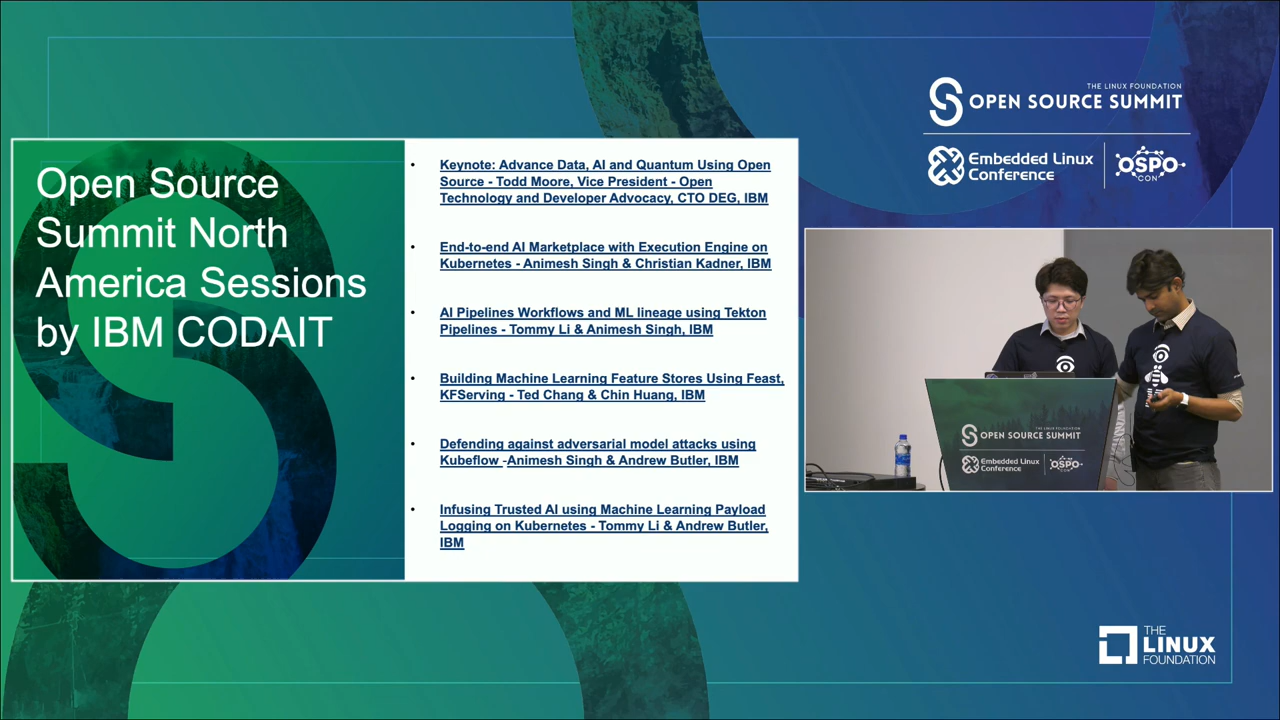 THE LINUX FOUNDATION
OPEN SOURCE SUMMIT
Embedded Linux
Conference
OSPO
CON
Open Source
Summit North
America Sessions
by IBM CODAIT
• Keynote: Advance Data, AI and Quantum Using Open
Source - Todd Moore, Vice President - Open
Technology and Developer Advocacy, CTO DEG, IBM
• End-to-end AI Marketplace with Execution Engine on
Kubernetes - Animesh Singh & Christian Kadner, IBM
• AI Pipelines Workflows and ML lineage using Tekton
Pipelines - Tommy Li & Animesh Singh, IBM
• Building Machine Learning Feature Stores Using Feast,
KFServing - Ted Chang & Chin Huang, IBM
• Defending against adversarial model attacks using
Kubeflow -Animesh Singh & Andrew Butler, IBM
• Infusing Trusted AI using Machine Learning Payload
Logging on Kubernetes - Tommy Li & Andrew Butler,
IBM
THE LINUX FOUNDATION
OPEN SOURCE SUMMIT
Embedded Linux
Conference
OSPO
CON
THE
LINUX
FOUNDATION